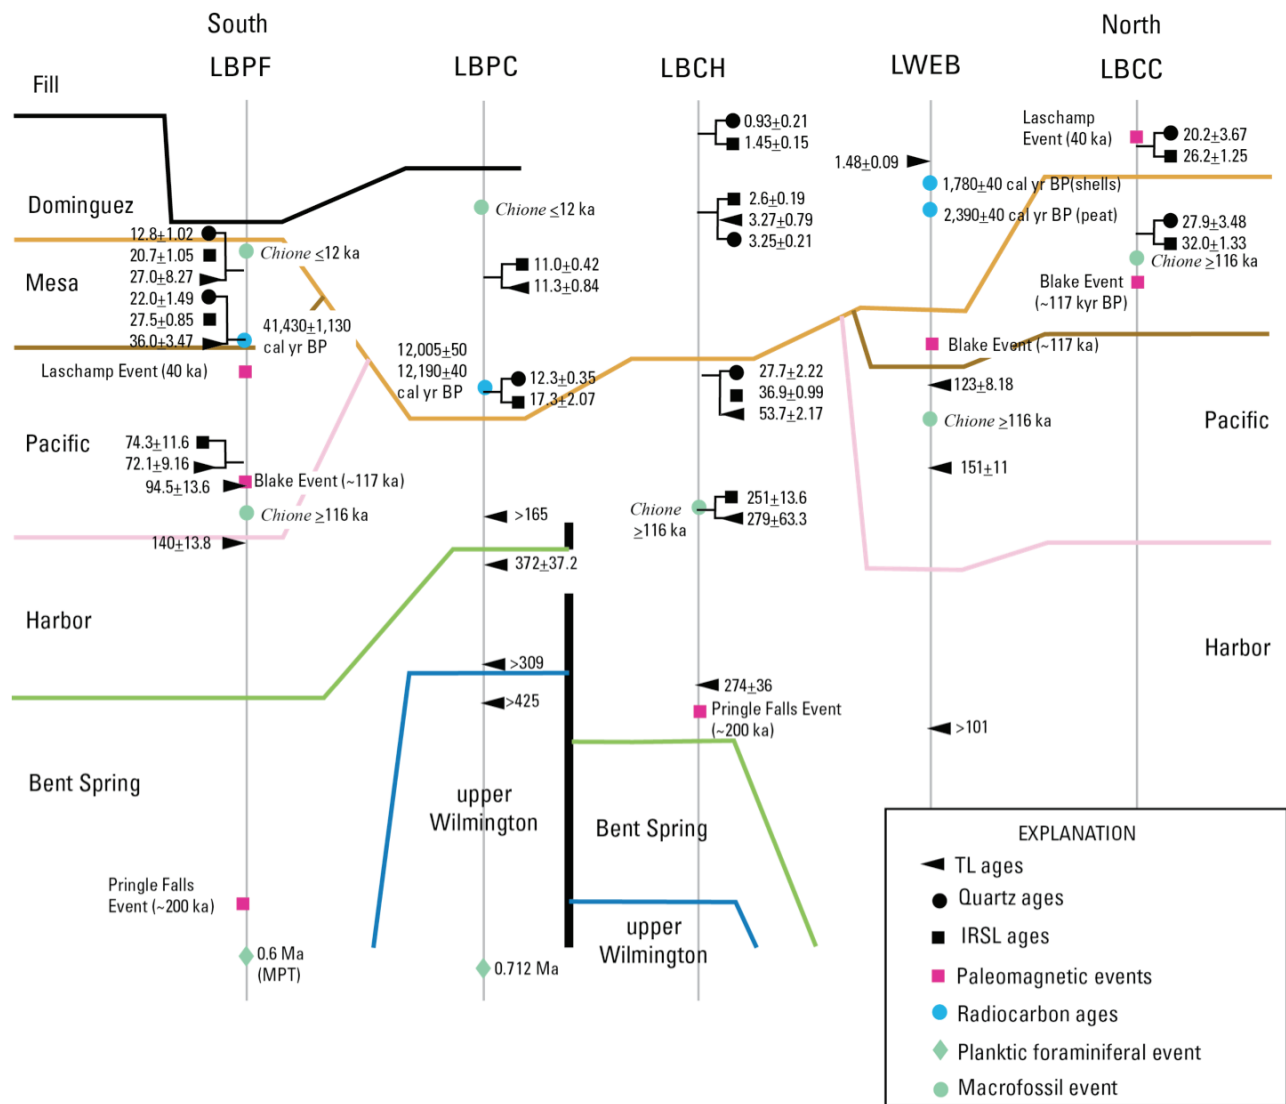 South
North
LBPF
LBPC
LBCH
LWEB
LBCC
Fill
Dominguez
Mesa
Pacific
Harbor
Bent Spring
12.8±1.02
20.7±1.05
27.0±8.27
Chione ≤12 ka
22.0±1.49
27.5±0.85
36.0±3.47
41,430±1,130
cal yr BP
Laschamp Event (40 ka)
74.3±11.6
72.1±9.16
94.5±13.6
Blake Event (~117 ka)
Chione ≥116 ka
140±13.8
Pringle Falls
Event (~200 ka)
0.6 Ma
(MPT)
Chione ≤12 ka
11.0±0.42
11.3±0.84
12,005±50
12,190±40
cal yr BP
12.3±0.35
17.3±2.07
>165
372±37.2
>309
>425
upper
Wilmington
0.712 Ma
0.93±0.21
1.45±0.15
2.6±0.19
3.27±0.79
3.25±0.21
27.7±2.22
36.9±0.99
53.7±2.17
Chione
≥116 ka
251±13.6
279±63.3
274±36
Pringle Falls Event
(~200 ka)
Bent Spring
upper
Wilmington
1.48±0.09
1,780±40 cal yr BP(shells)
2,390±40 cal yr BP (peat)
Blake Event (~117 ka)
123±8.18
Chione ≥116 ka
151±11
>101
Laschamp
Event (40 ka)
20.2±3.67
26.2±1.25
27.9±3.48
32.0±1.33
Chione ≥116 ka
Blake Event
(~117 kyr BP)
Pacific
Harbor
EXPLANATION
TL ages
Quartz ages
IRSL ages
Paleomagnetic events
Radiocarbon ages
Planktic foraminiferal event
Macrofossil event